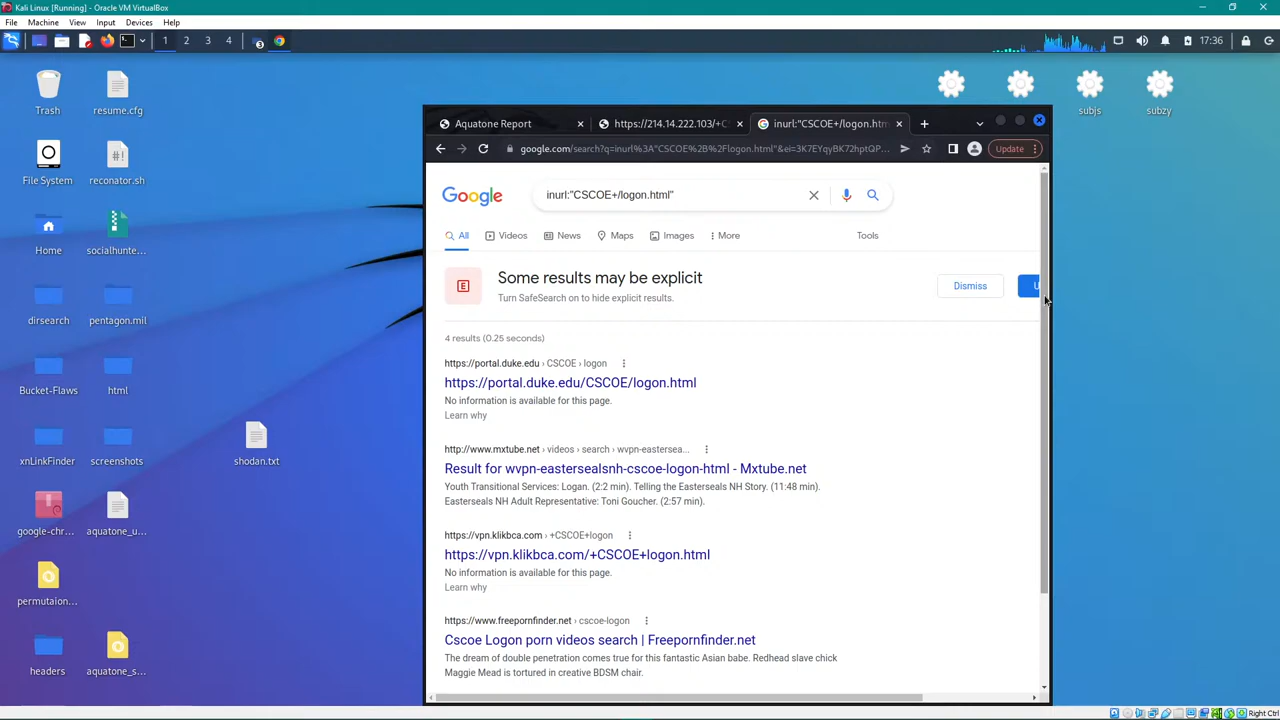 Kali Linux [Running] - Oracle VM VirtualBox
File Machine Input Devices Help
1 2 3 4 3 17:36
Trash
resume.cfg
subjs
subzy
File System
reconator.sh
Home
socialhunte...
dirsearch
pentagon.mil
Bucket-Flaws
html
xnLinkFinder
screenshots
shodan.txt
google-chr...
aquatone_u...
permutaion...
headers
aquatone_s...
Aquatone Report
https://214.14.222.103/+C
inurl:"CSCOE+/logon.htm
google.com/search?q=inurl%3A"CSCOE%2B%2Flogon.html"&ei=3K7EYqyBK72hptQP...
Update
Google
inurl:"CSCOE+/logon.html"
All Videos News Maps Images More Tools
E
Some results may be explicit
Turn SafeSearch on to hide explicit results.
Dismiss
U
4 results (0.25 seconds)
https://portal.duke.edu › CSCOE › logon
https://portal.duke.edu/CSCOE/logon.html
No information is available for this page.
Learn why
http://www.mxtube.net › videos › search › wvpn-eastersea...
Result for wvpn-eastersealsnh-cscoe-logon-html - Mxtube.net
Youth Transitional Services: Logan. (2:2 min). Telling the Easterseals NH Story. (11:48 min).
Easterseals NH Adult Representative: Toni Goucher. (2:57 min).
https://vpn.klikbca.com › +CSCOE+logon
https://vpn.klikbca.com/+CSCOE+logon.html
No information is available for this page.
Learn why
https://www.freepornfinder.net › cscoe-logon
Cscoe Logon porn videos search | Freepornfinder.net
The dream of double penetration comes true for this fantastic Asian babe. Redhead slave chick
Maggie Mead is tortured in creative BDSM chair.
Right Ctrl